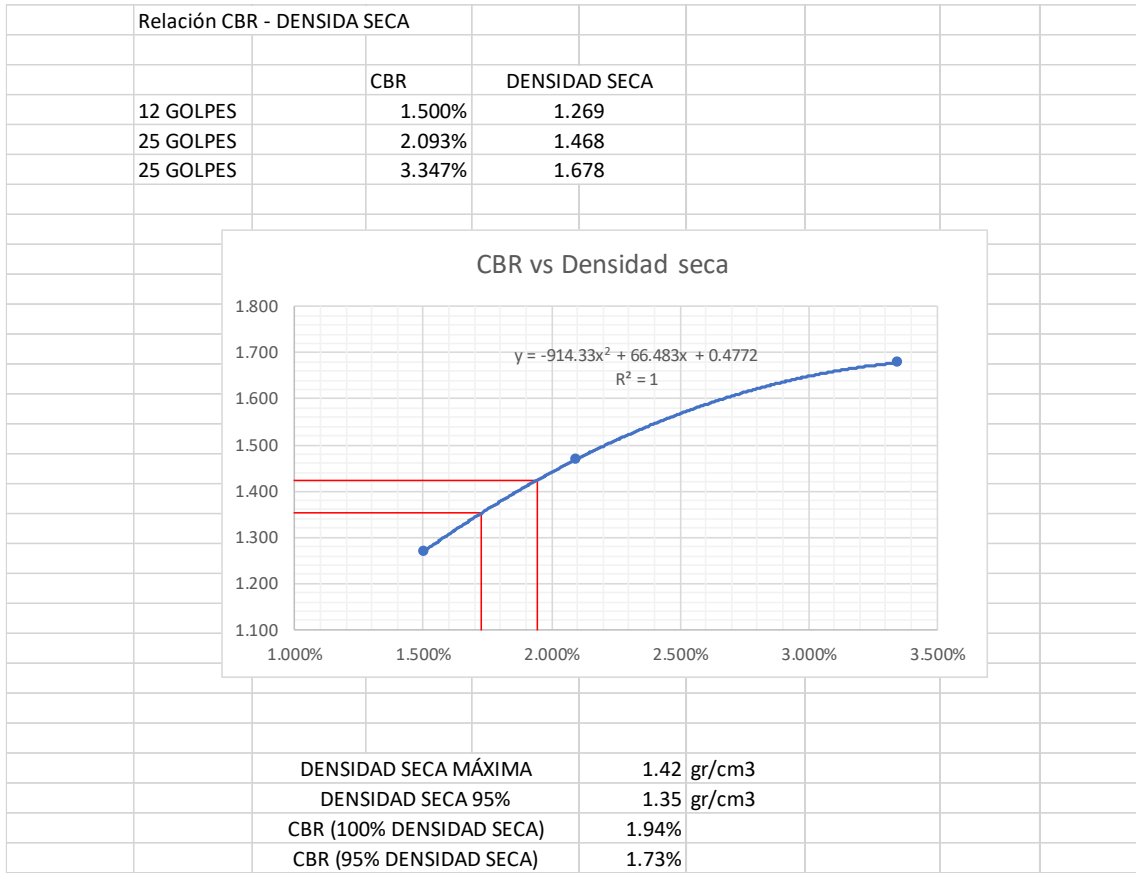 Relación CBR - DENSIDA SECA
CBR DENSIDAD SECA
12 GOLPES 1.500% 1.269
25 GOLPES 2.093% 1.468
25 GOLPES 3.347% 1.678
CBR vs Densidad seca
1.800
1.700
1.600
1.500
1.400
1.300
1.200
1.100
y = -914.33x² + 66.483x + 0.4772
R² = 1
1.000% 1.500% 2.000% 2.500% 3.000% 3.500%
DENSIDAD SECA MÁXIMA 1.42 gr/cm3
DENSIDAD SECA 95% 1.35 gr/cm3
CBR (100% DENSIDAD SECA) 1.94%
CBR (95% DENSIDAD SECA) 1.73%